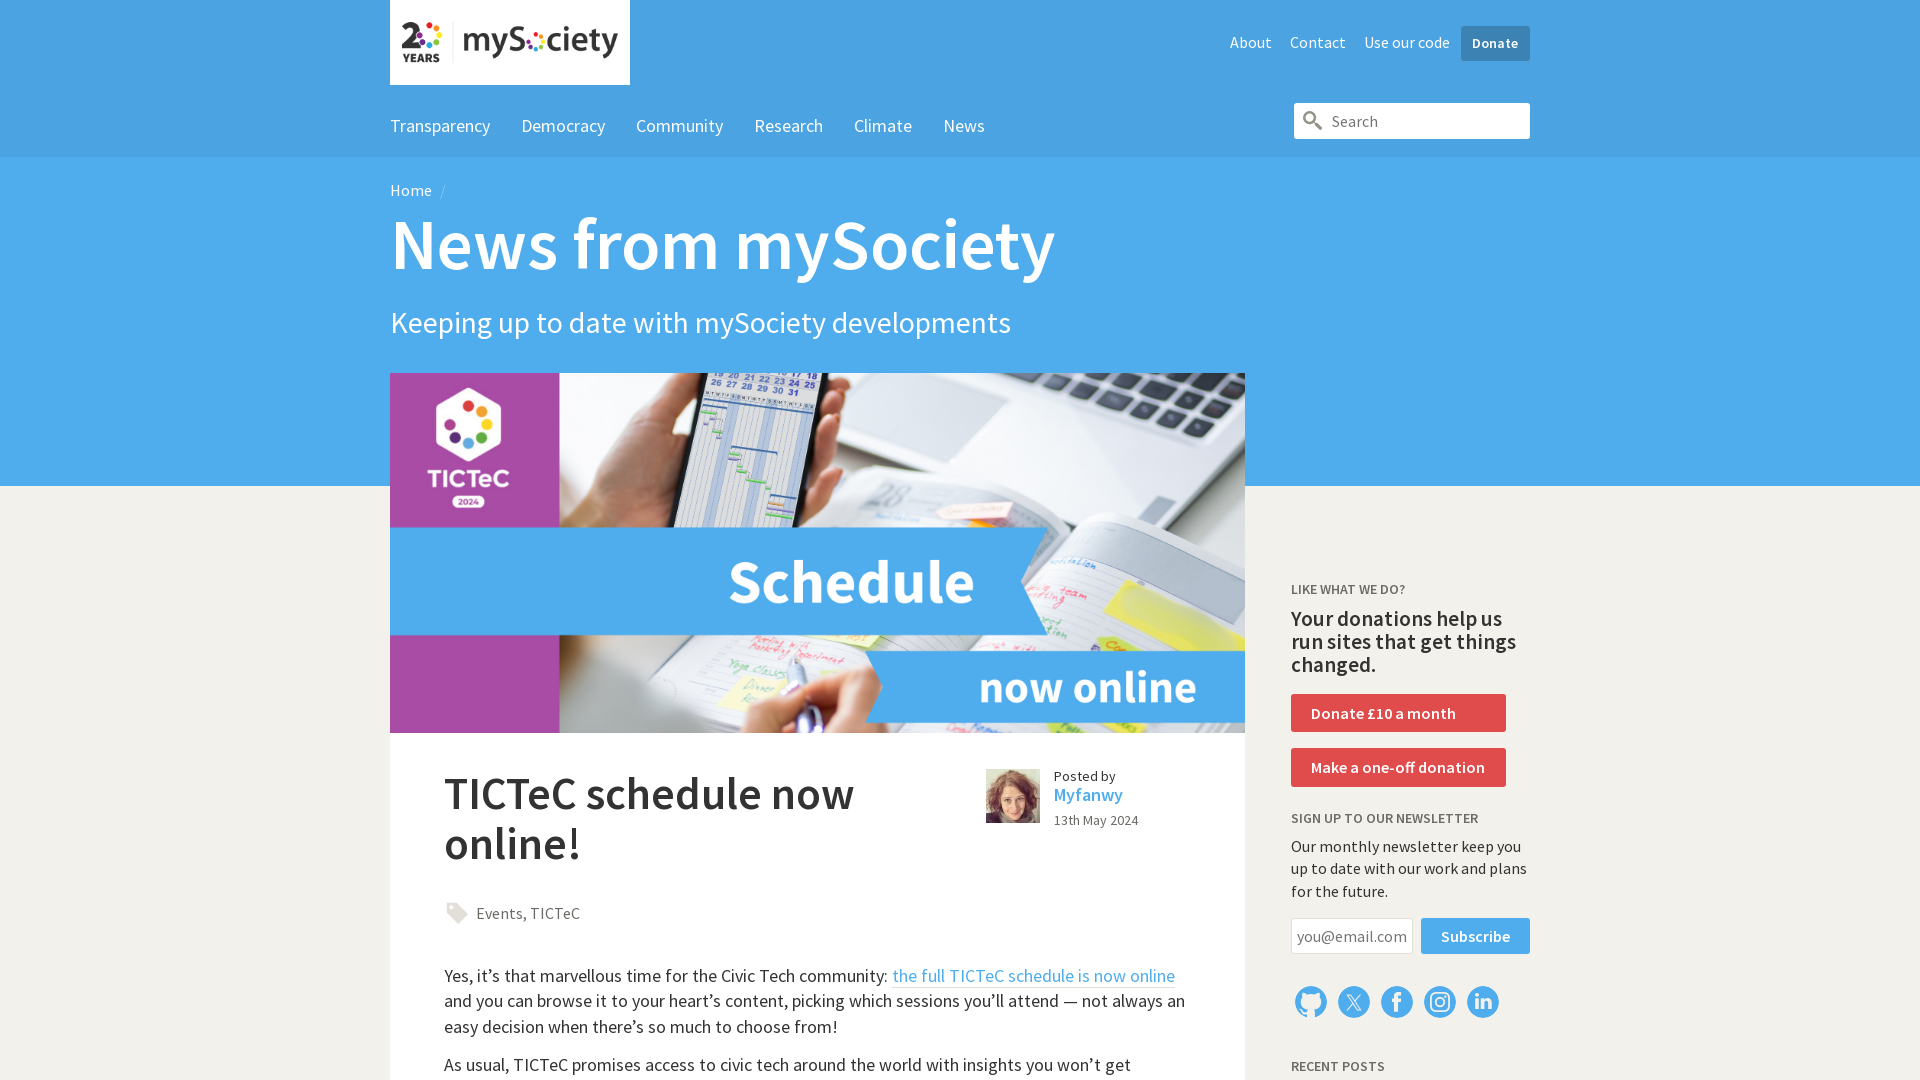 20 YEARS mySociety
About Contact Use our code Donate
Transparency Democracy Community Research Climate News
Search
Home /
News from mySociety
Keeping up to date with mySociety developments
TICTeC
2024
Schedule
now online
LIKE WHAT WE DO?
Your donations help us
run sites that get things
changed.
Donate £10 a month
Make a one-off donation
TICTeC schedule now
online!
Posted by
Myfanwy
13th May 2024
Events, TICTeC
SIGN UP TO OUR NEWSLETTER
Our monthly newsletter keep you
up to date with our work and plans
for the future.
you@email.com Subscribe
Yes, it’s that marvellous time for the Civic Tech community: the full TICTeC schedule is now online
and you can browse it to your heart’s content, picking which sessions you’ll attend — not always an
easy decision when there’s so much to choose from!
As usual, TICTeC promises access to civic tech around the world with insights you won’t get
RECENT POSTS